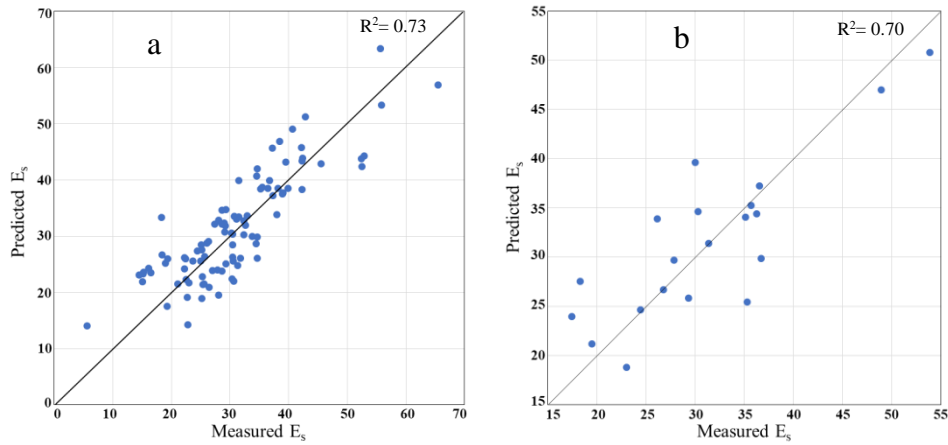 a
R²= 0.73
Predicted Eₛ
70
60
50
40
30
20
10
0
0 10 20 30 40 50 60 70
Measured Eₛ
b
R²= 0.70
Predicted Eₛ
55
50
45
40
35
30
25
20
15
15 20 25 30 35 40 45 50 55
Measured Eₛ